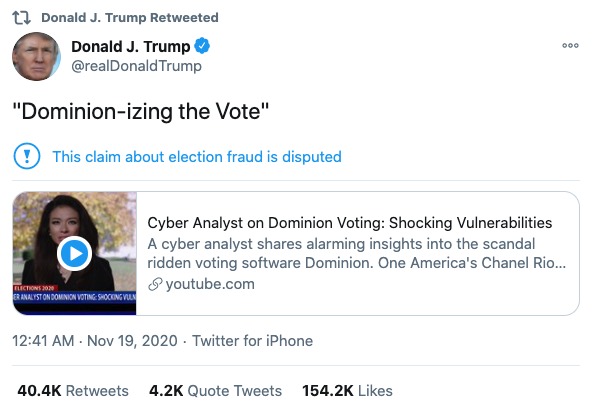 Donald J. Trump Retweeted
Donald J. Trump
@realDonaldTrump
"Dominion-izing the Vote"
This claim about election fraud is disputed
Cyber Analyst on Dominion Voting: Shocking Vulnerabilities
A cyber analyst shares alarming insights into the scandal
ridden voting software Dominion. One America's Chanel Rio...
youtube.com
ELECTIONS 2020
ER ANALYST ON DOMINION VOTING: SHOCKING VULN
12:41 AM · Nov 19, 2020 · Twitter for iPhone
40.4K Retweets 4.2K Quote Tweets 154.2K Likes